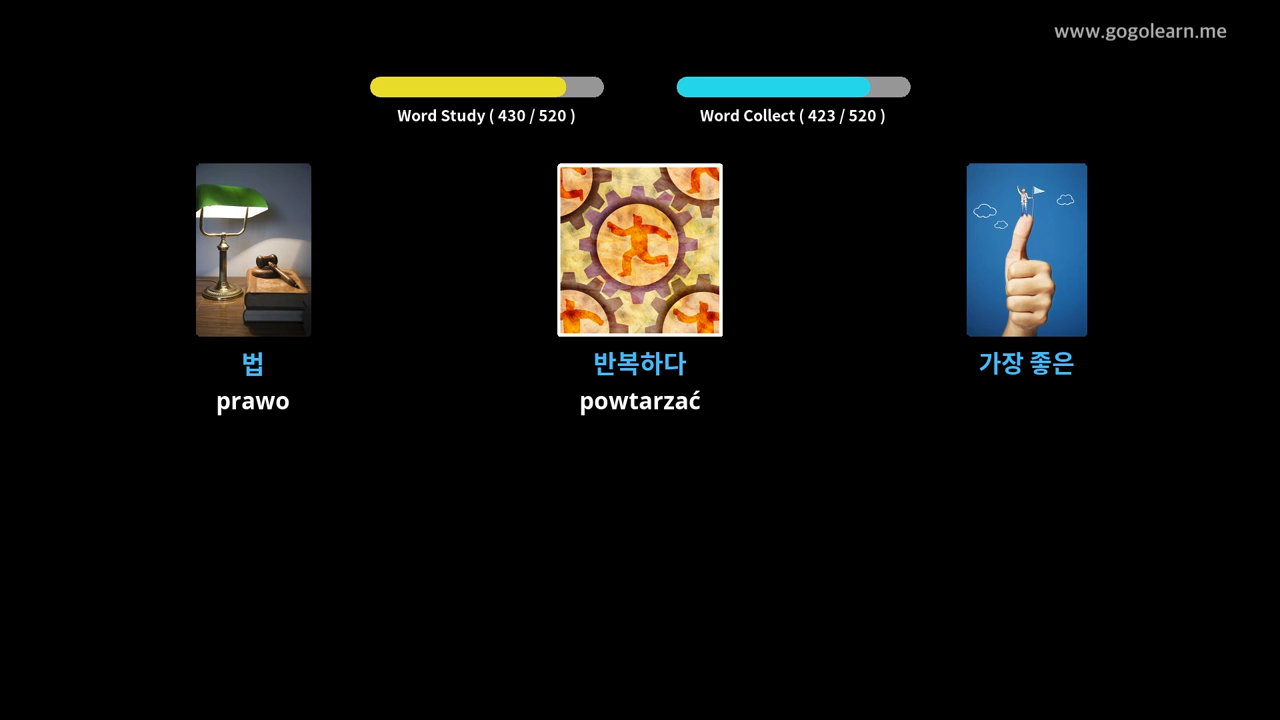 www.gogolearn.me
Word Study ( 430 / 520 )
Word Collect ( 423 / 520 )
법
반복하다
가장 좋은
prawo
powtarzać